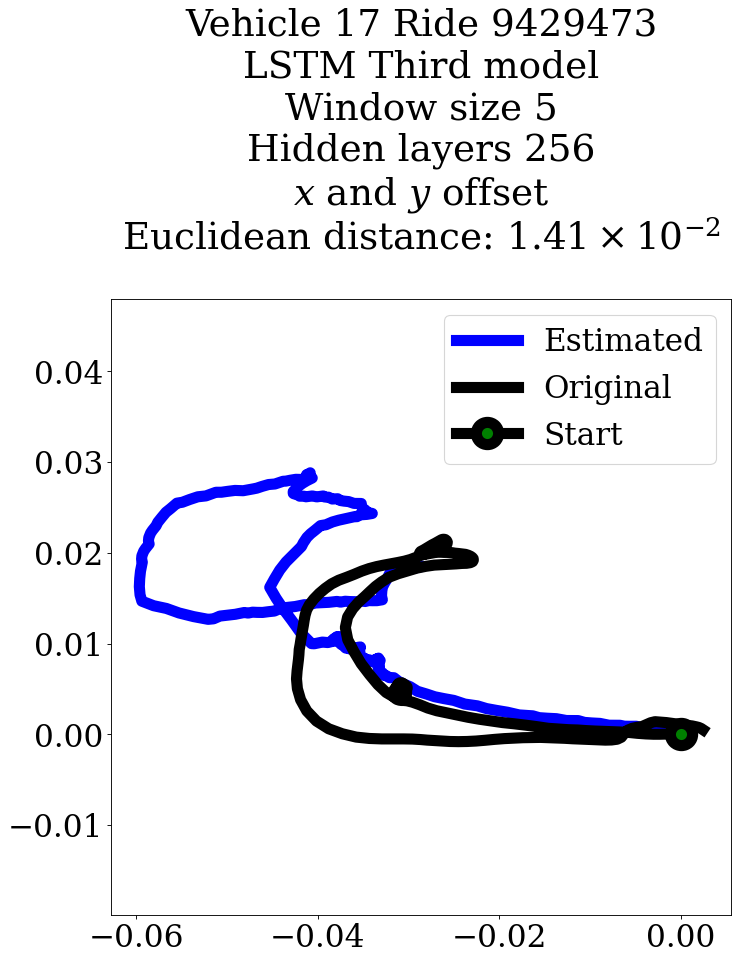 Vehicle 17 Ride 9429473
LSTM Third model
Window size 5
Hidden layers 256
x and y offset
Euclidean distance: 1.41 × 10⁻²
Estimated
Original
Start
0.04
0.03
0.02
0.01
0.00
−0.01
−0.06
−0.04
−0.02
0.00